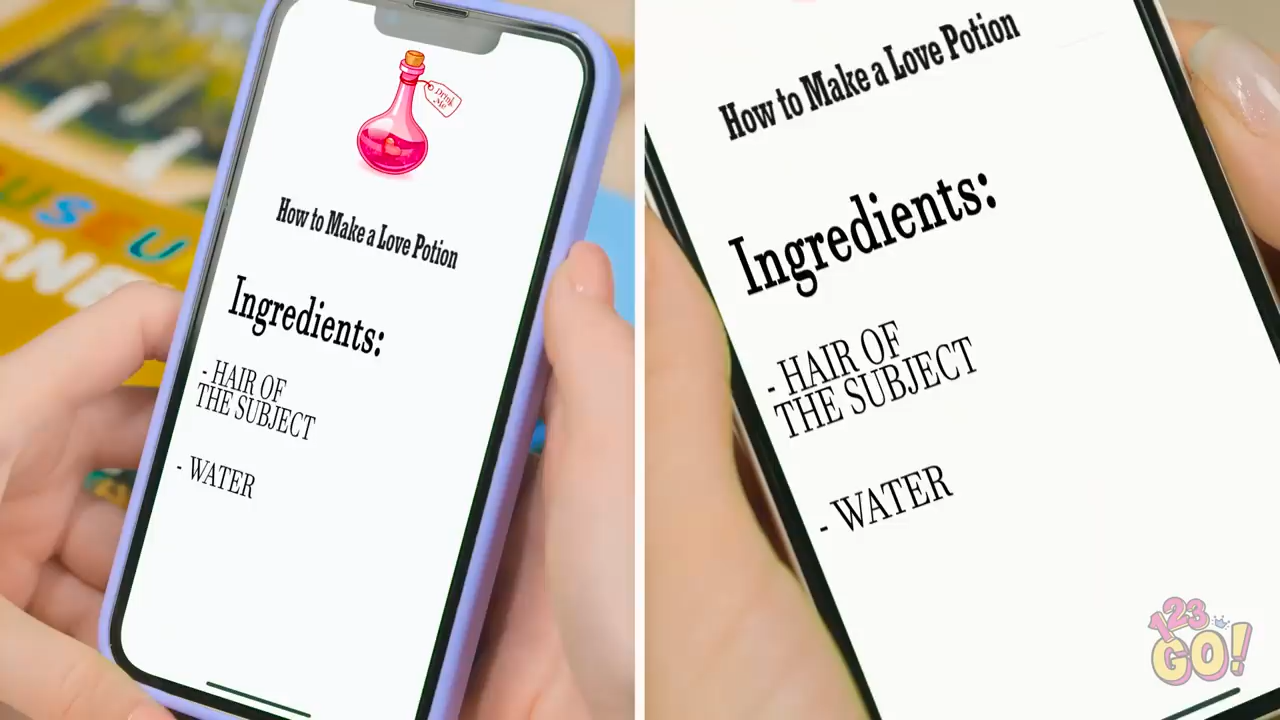 Drink
Me
How to Make a Love Potion
Ingredients:
- HAIR OF
THE SUBJECT
- WATER
How to Make a Love Potion
Ingredients:
- HAIR OF
THE SUBJECT
- WATER
123
GO!